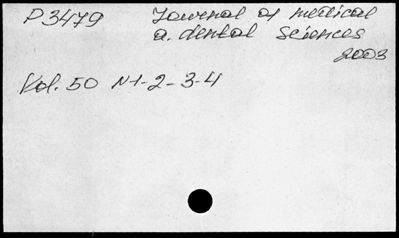 P3479 Journal of medical
a. dental Sciences
2003
Vol. 50 N-1-2-3-4